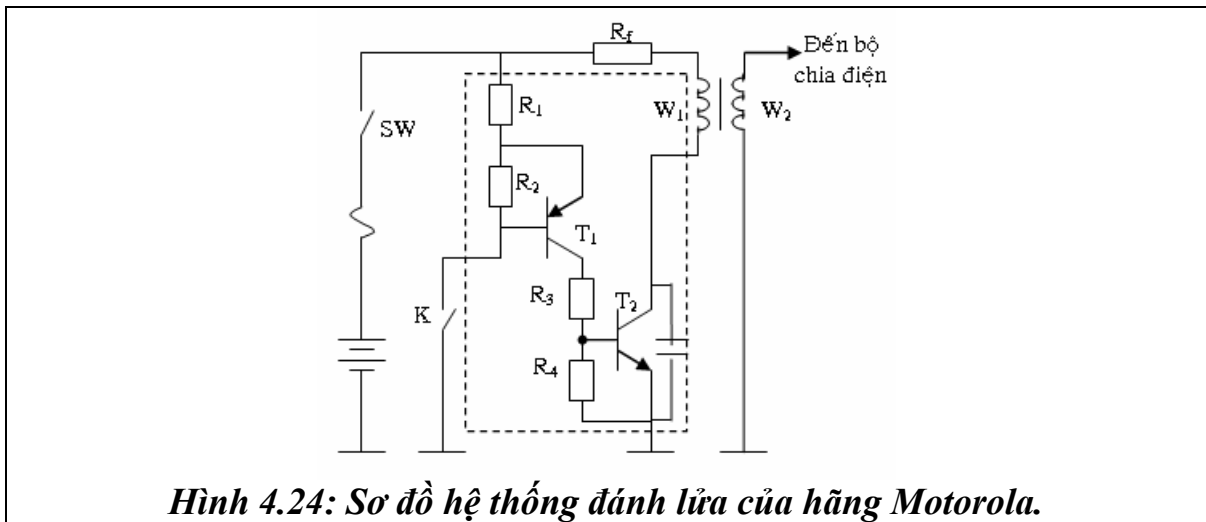 R_f
Đến bộ
chia điện
R₁
W₁
W₂
SW
R₂
T₁
R₃
T₂
K
R₄
Hình 4.24: Sơ đồ hệ thống đánh lửa của hãng Motorola.